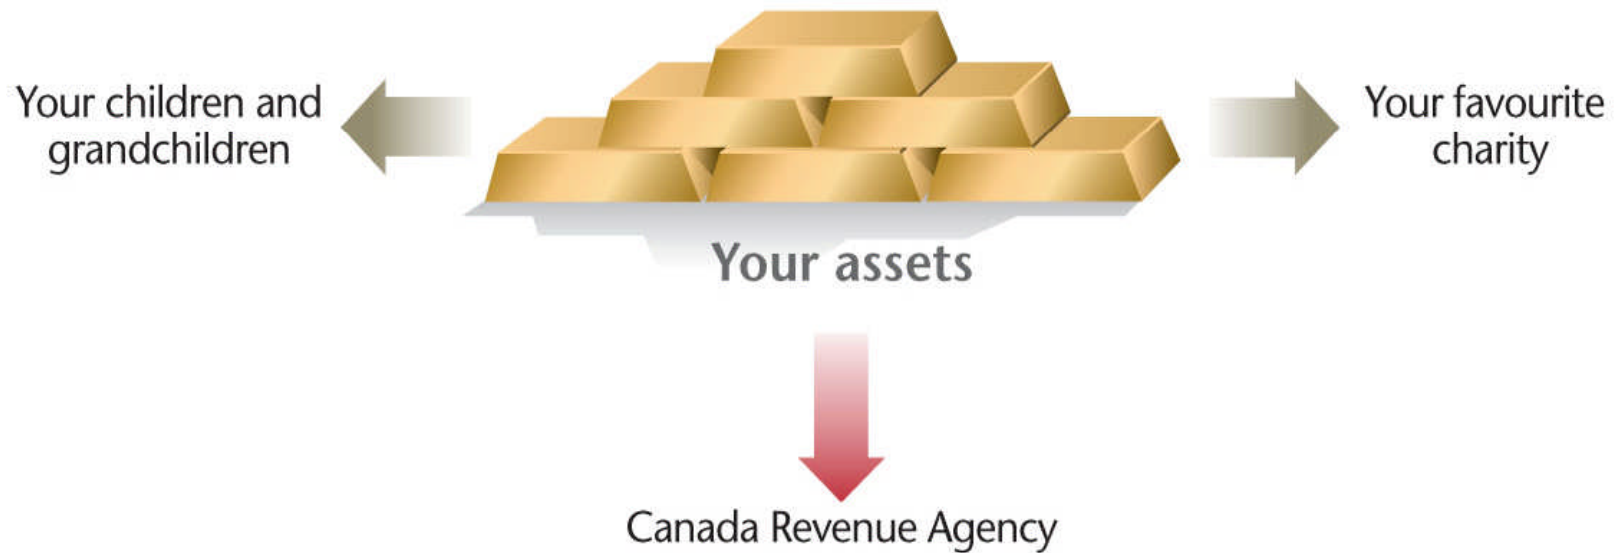 Your children and
grandchildren
Your favourite
charity
Your assets
Canada Revenue Agency